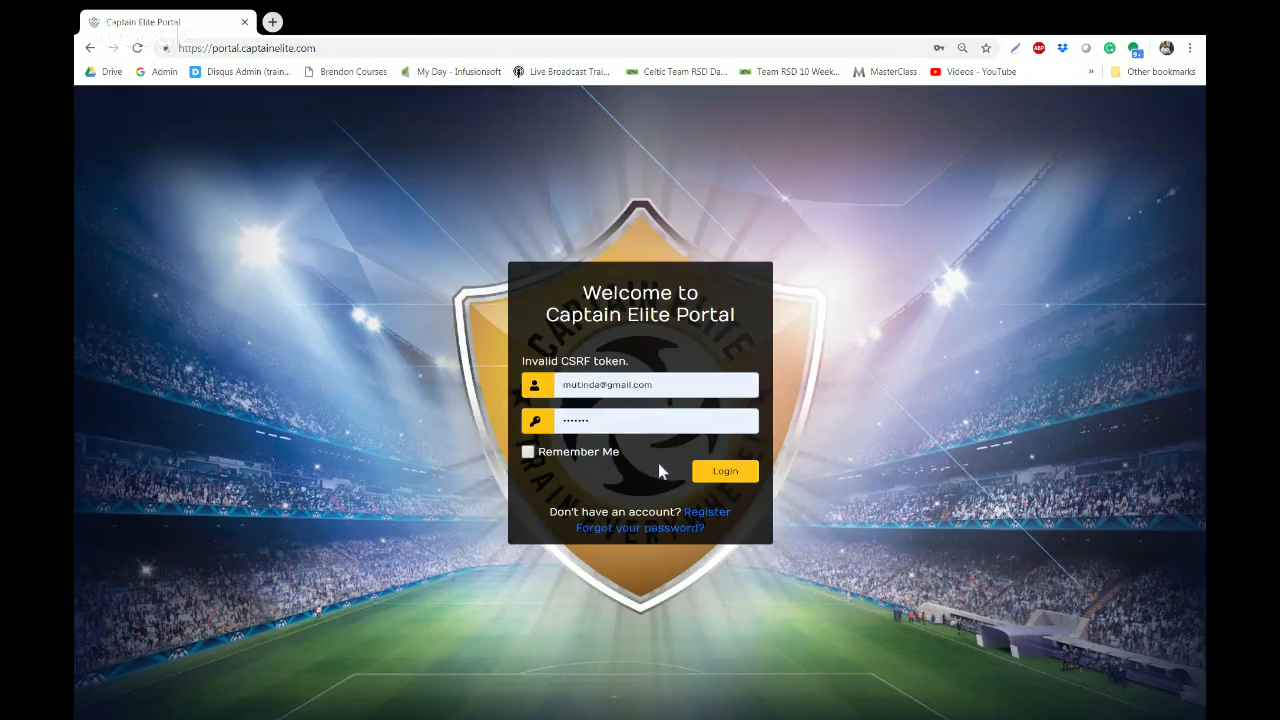 Captain Elite Portal
https://portal.captainelite.com
Drive
Admin
Disqus Admin (train...
Brendon Courses
My Day - Infusionsoft
Live Broadcast Trai...
Celtic Team RSD Da...
Team RSD 10 Week...
MasterClass
Videos - YouTube
»
Other bookmarks
CAPTAIN ELITE
Welcome to
Captain Elite Portal
Invalid CSRF token.
mutinda@gmail.com
•••••••
Remember Me
Login
Don't have an account? Register
Forgot your password?